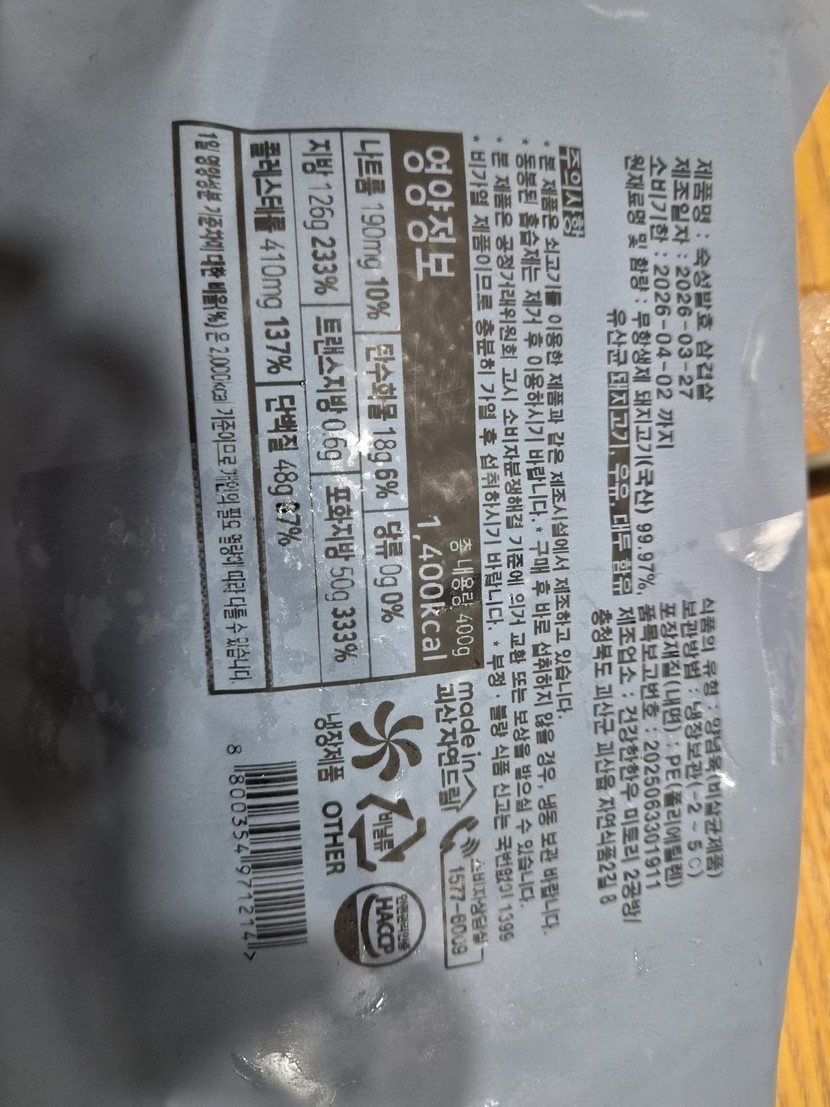 제품명 : 숙성발효 삼겹살
제조일자 : 2026-03-27
소비기한 : 2026-04-02 까지
원재료명 및 함량 : 무항생제 돼지고기(국산) 99.97%,
유산균 돼지고기, 우유, 대두 함유
식품의 유형 : 양념육(비살균제품)
보관방법 : 냉장보관(-2 ~ 5℃)
포장재질(내면) : PE(폴리에틸렌)
품목보고번호 : 2025063301911
제조업소 : 건강한한우 미토리 2공방/
충청북도 괴산군 괴산읍 자연식품2길 8
주의사항
* 본 제품은 쇠고기를 이용한 제품과 같은 제조시설에서 제조하고 있습니다.
* 동봉된 흡습제는 제거 후 이용하시기 바랍니다. * 구매 후 바로 섭취하지 않을 경우, 냉동 보관 바랍니다.
* 본 제품은 공정거래위원회 고시 소비자분쟁해결 기준에 의거 교환 또는 보상을 받으실 수 있습니다.
* 비가열 제품이므로 충분히 가열 후 섭취하시기 바랍니다. * 부정·불량 식품 신고는 국번없이 1399
영양정보
총 내용량 400g
1,400kcal
나트륨 190mg 10% 탄수화물 18g 6% 당류 0g 0%
지방 126g 233% 트랜스지방 0.6g 포화지방 50g 333%
콜레스테롤 410mg 137% 단백질 48g 87%
1일 영양성분 기준치에 대한 비율(%)은 2,000kcal 기준이므로 개인의 필요 열량에 따라 다를 수 있습니다.
made in
괴산자연드림
소비자상담실
1577-6009
냉장제품
비닐류
OTHER
안전관리인증
HACCP
8 800354 971214 >